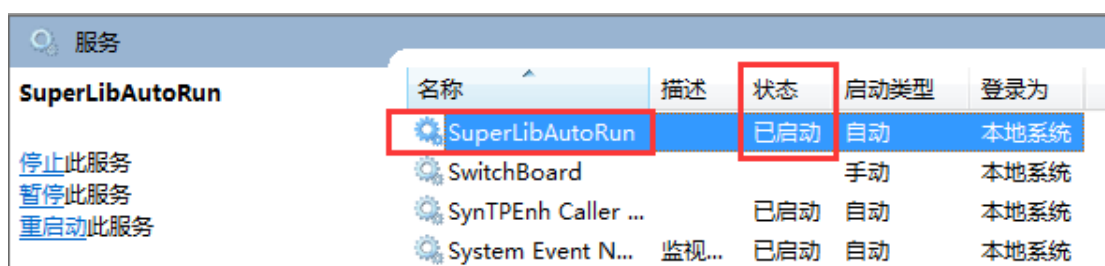 服务
SuperLibAutoRun
停止此服务
暂停此服务
重启动此服务
名称 描述 状态 启动类型 登录为
SuperLibAutoRun 已启动 自动 本地系统
SwitchBoard 手动 本地系统
SynTPEnh Caller ... 已启动 自动 本地系统
System Event N... 监视... 已启动 自动 本地系统